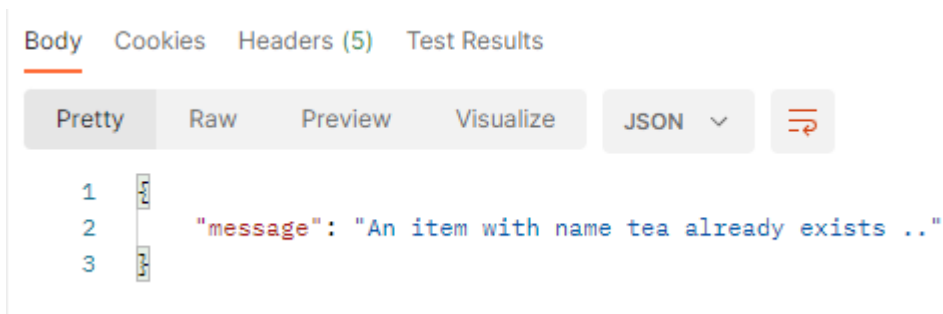 Body Cookies Headers (5) Test Results
Pretty Raw Preview Visualize JSON
1 {
2 "message": "An item with name tea already exists .."
3 }